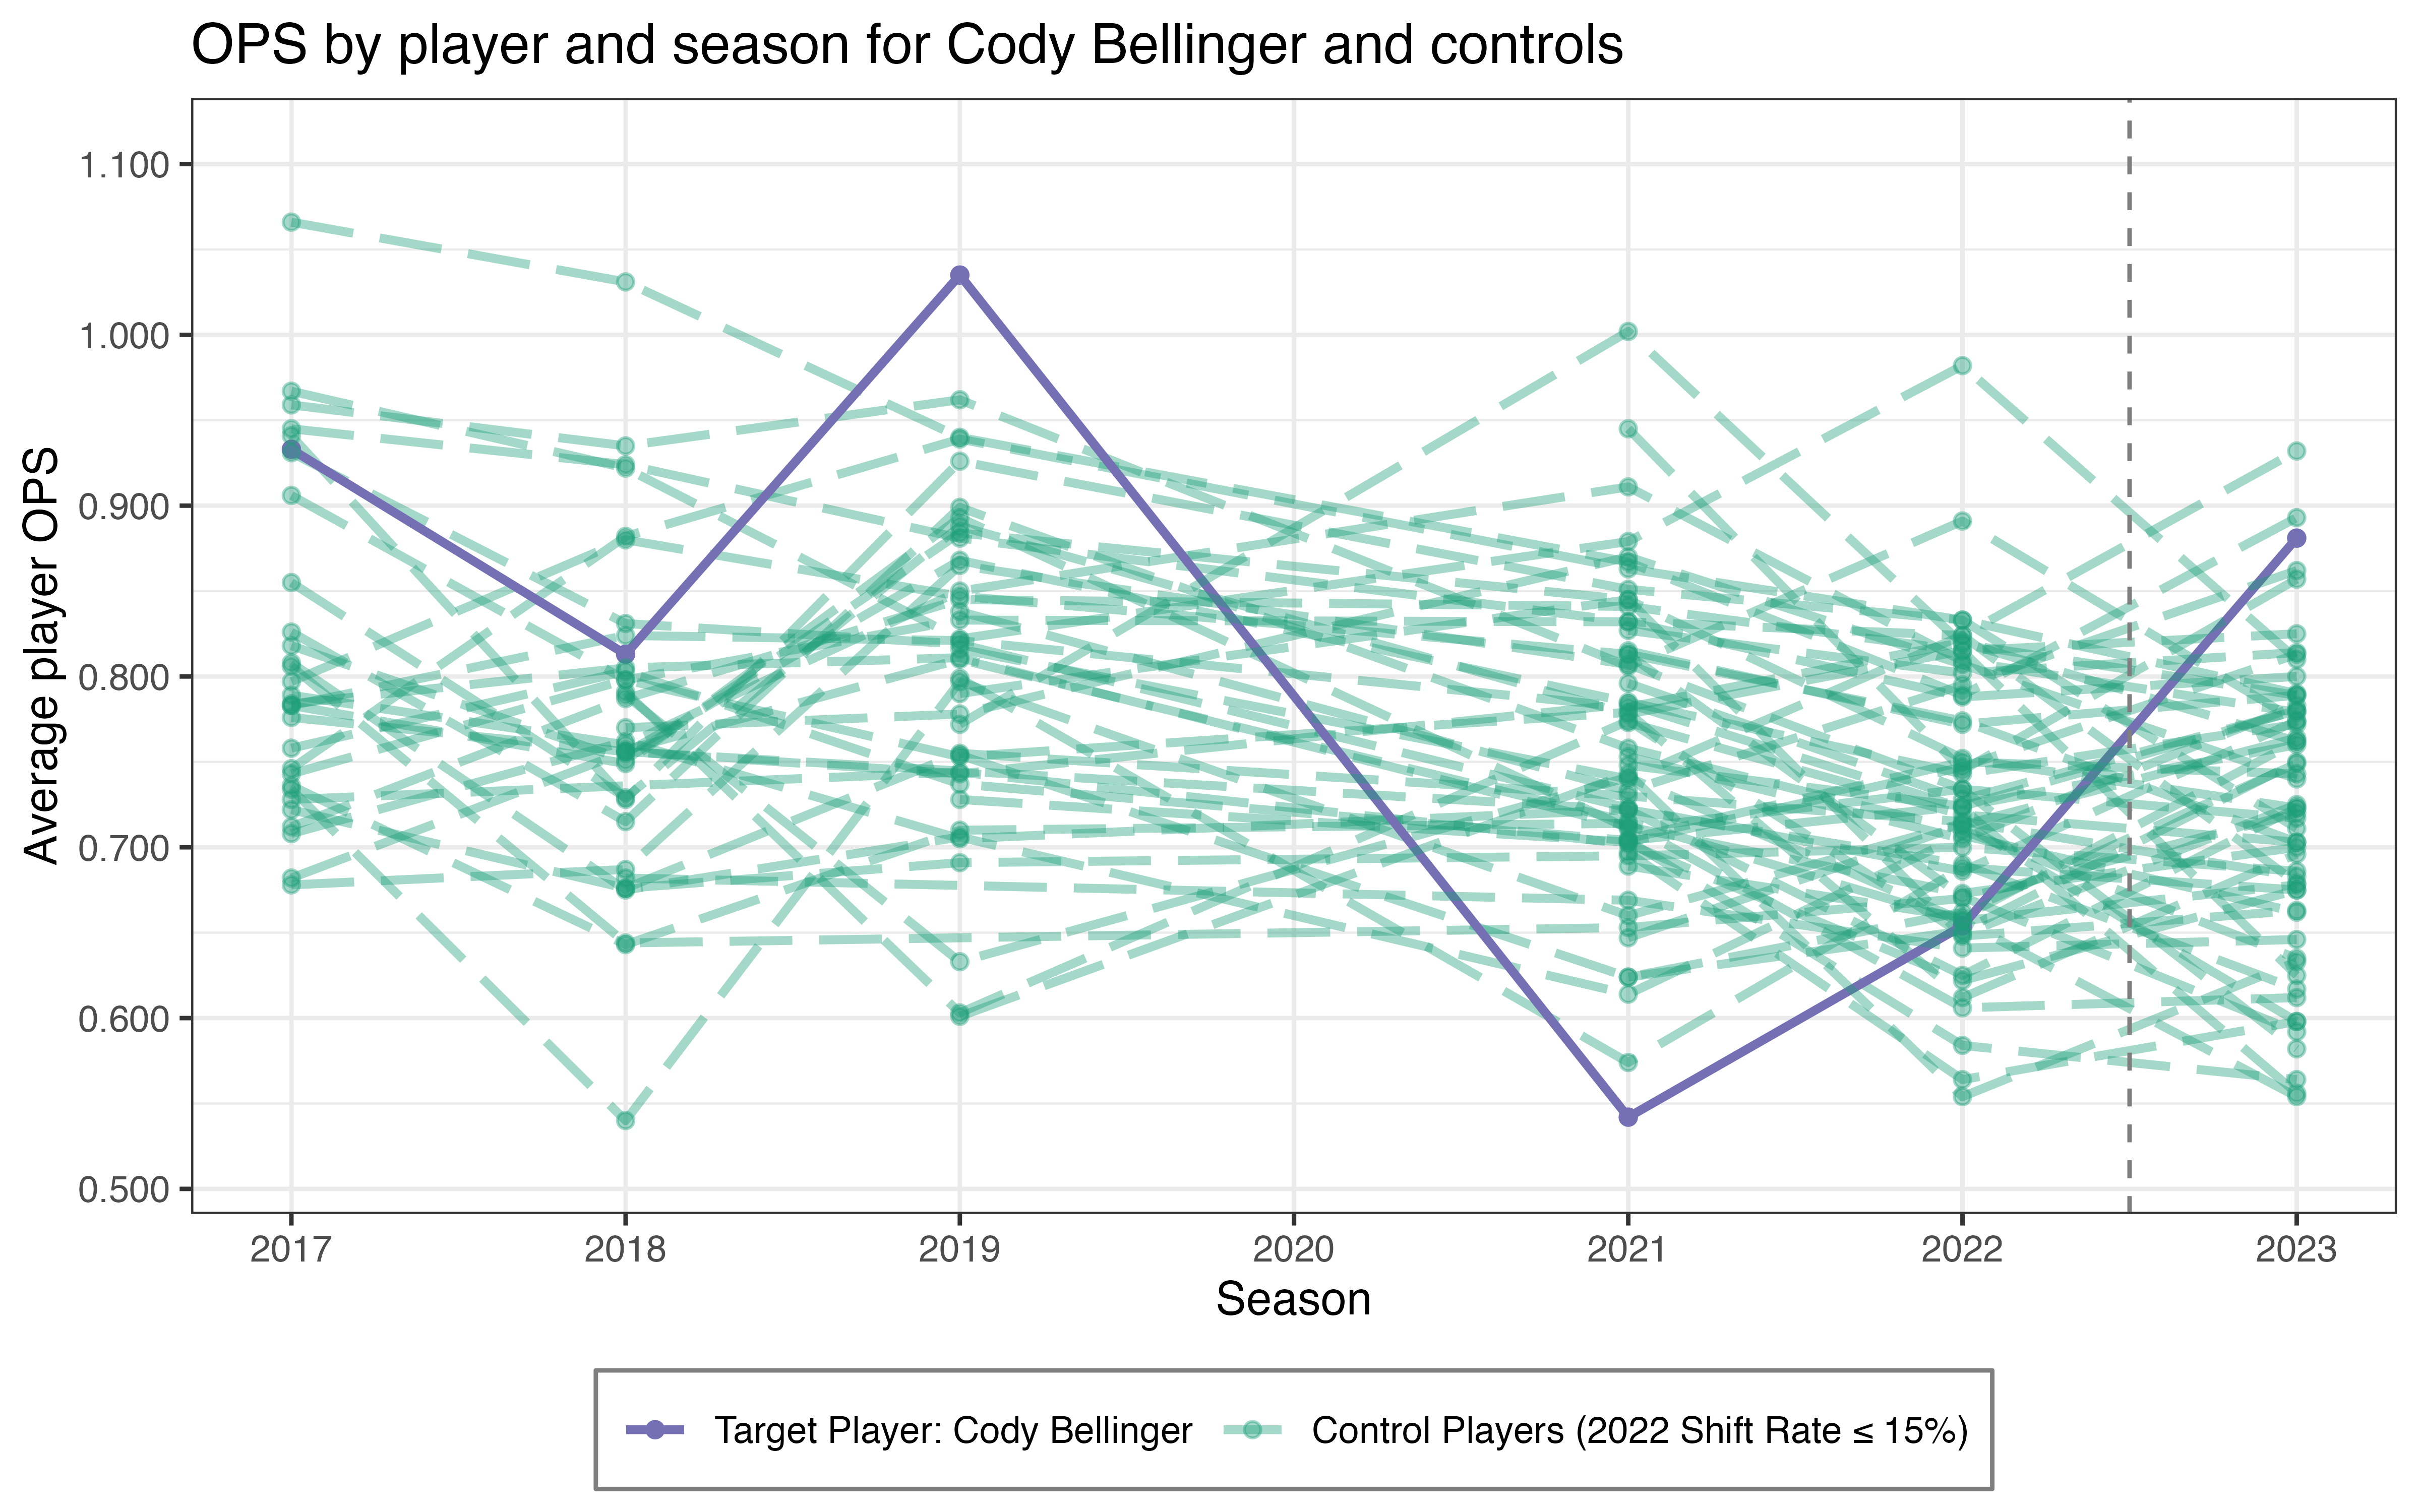 OPS by player and season for Cody Bellinger and controls
Average player OPS
1.100
1.000
0.900
0.800
0.700
0.600
0.500
2017 2018 2019 2020 2021 2022 2023
Season
Target Player: Cody Bellinger Control Players (2022 Shift Rate ≤ 15%)